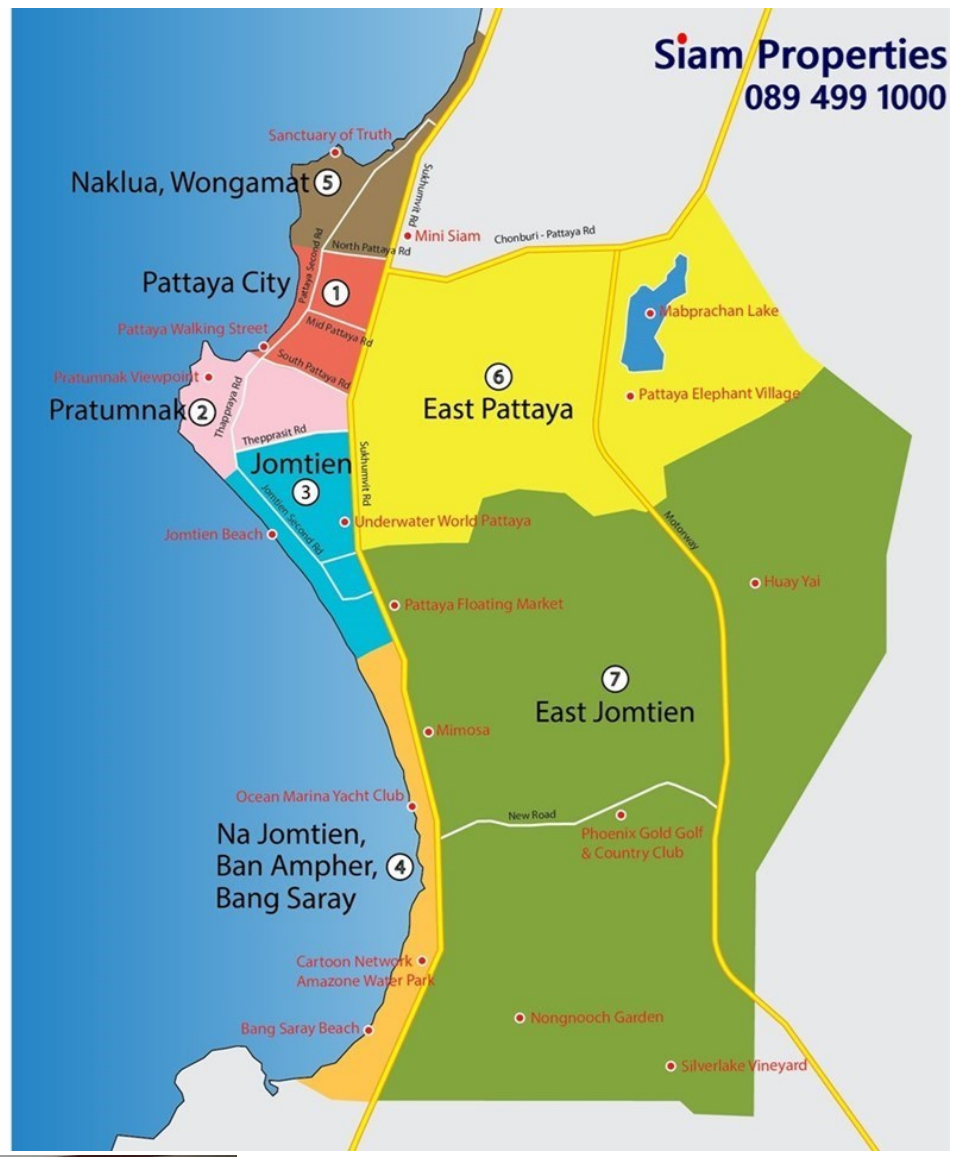 Siam Properties
089 499 1000
Sanctuary of Truth
Naklua, Wongamat 5
Sukhumvit Rd
Mini Siam
Chonburi - Pattaya Rd
North Pattaya Rd
Pattaya Second Rd
Pattaya City
1
Mabprachan Lake
Mid Pattaya Rd
Pattaya Walking Street
South Pattaya Rd
Pratumnak Viewpoint
6
East Pattaya
Pattaya Elephant Village
Pratumnak 2
Thappraya Rd
Thepprasit Rd
Jomtien
3
Sukhumvit Rd
Jomtien Second Rd
Underwater World Pattaya
Jomtien Beach
Motorway
Huay Yai
Pattaya Floating Market
7
East Jomtien
Mimosa
Ocean Marina Yacht Club
New Road
Phoenix Gold Golf
& Country Club
Na Jomtien,
Ban Ampher, 4
Bang Saray
Cartoon Network
Amazone Water Park
Nongnooch Garden
Bang Saray Beach
Silverlake Vineyard